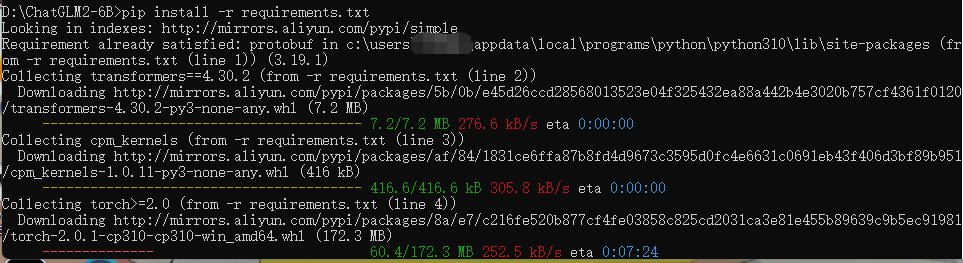 D:\ChatGLM2-6B>pip install -r requirements.txt
Looking in indexes: http://mirrors.aliyun.com/pypi/simple
Requirement already satisfied: protobuf in c:\users appdata\local\programs\python\python310\lib\site-packages (fr
om -r requirements.txt (line 1)) (3.19.1)
Collecting transformers==4.30.2 (from -r requirements.txt (line 2))
Downloading http://mirrors.aliyun.com/pypi/packages/5b/0b/e45d26ccd28568013523e04f325432ea88a442b4e3020b757cf4361f0120
/transformers-4.30.2-py3-none-any.whl (7.2 MB)
---------------------------------------- 7.2/7.2 MB 276.6 kB/s eta 0:00:00
Collecting cpm_kernels (from -r requirements.txt (line 3))
Downloading http://mirrors.aliyun.com/pypi/packages/af/84/1831ce6ffa87b8fd4d9673c3595d0fc4e6631c0691eb43f406d3bf89b951
/cpm_kernels-1.0.11-py3-none-any.whl (416 kB)
---------------------------------------- 416.6/416.6 kB 305.8 kB/s eta 0:00:00
Collecting torch>=2.0 (from -r requirements.txt (line 4))
Downloading http://mirrors.aliyun.com/pypi/packages/8a/e7/c216fe520b877cf4fe03858c825cd2031ca3e81e455b89639c9b5ec91981
/torch-2.0.1-cp310-cp310-win_amd64.whl (172.3 MB)
-------------- 60.4/172.3 MB 252.5 kB/s eta 0:07:24